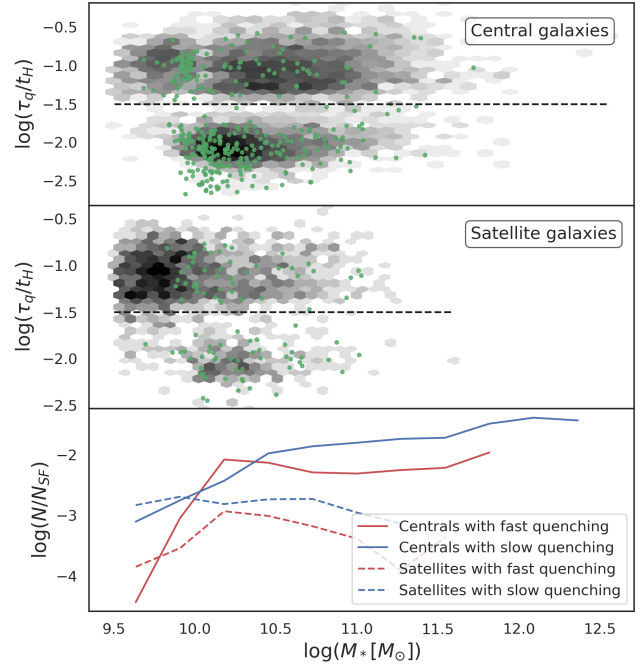 Central galaxies
log(τq/tH)
−0.5
−1.0
−1.5
−2.0
−2.5
Satellite galaxies
log(τq/tH)
−0.5
−1.0
−1.5
−2.0
−2.5
log(N/NSF)
−2
−3
−4
Centrals with fast quenching
Centrals with slow quenching
Satellites with fast quenching
Satellites with slow quenching
9.5 10.0 10.5 11.0 11.5 12.0 12.5
log(M*[M⊙])